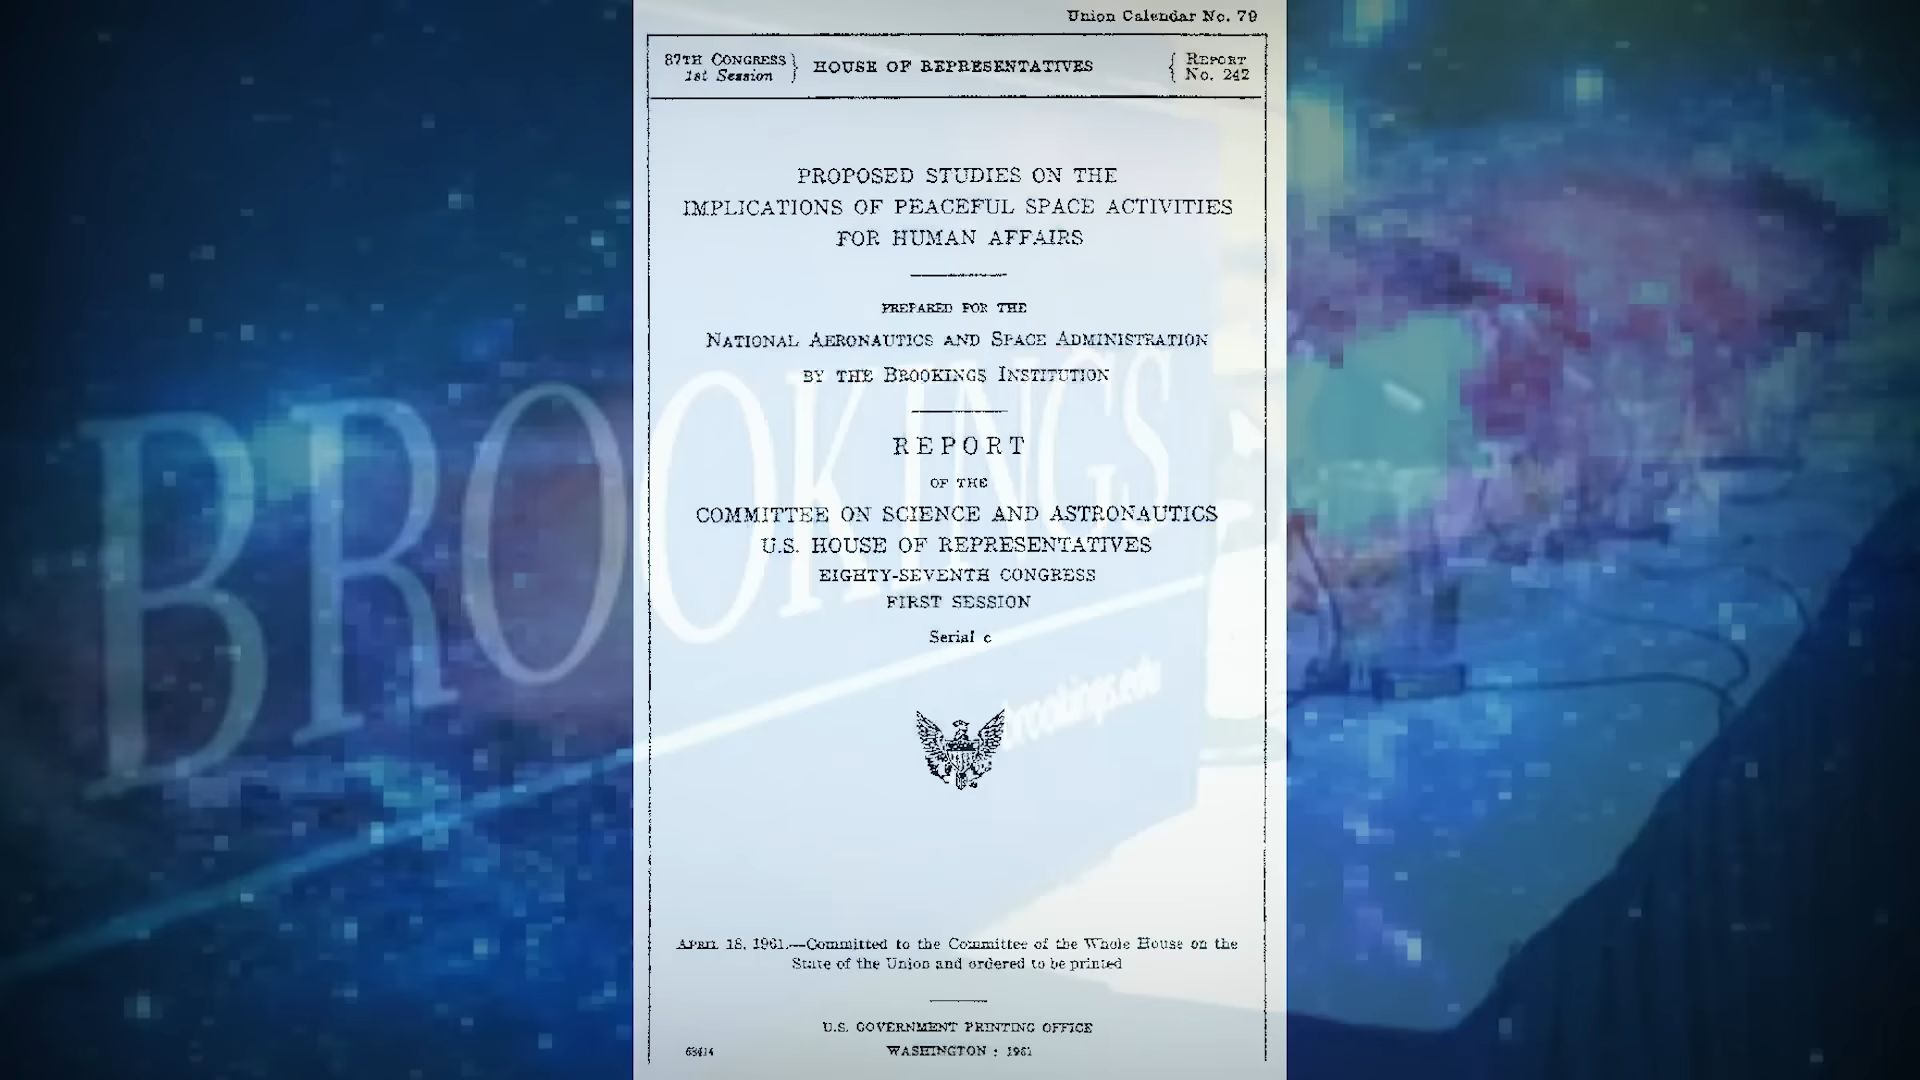 Union Calendar No. 79
87TH CONGRESS
1st Session
HOUSE OF REPRESENTATIVES
REPORT
No. 242
PROPOSED STUDIES ON THE
IMPLICATIONS OF PEACEFUL SPACE ACTIVITIES
FOR HUMAN AFFAIRS
PREPARED FOR THE
NATIONAL AERONAUTICS AND SPACE ADMINISTRATION
BY THE BROOKINGS INSTITUTION
REPORT
OF THE
COMMITTEE ON SCIENCE AND ASTRONAUTICS
U.S. HOUSE OF REPRESENTATIVES
EIGHTY-SEVENTH CONGRESS
FIRST SESSION
Serial c
APRIL 18, 1961.—Committed to the Committee of the Whole House on the
State of the Union and ordered to be printed
U.S. GOVERNMENT PRINTING OFFICE
WASHINGTON : 1961
BROOKINGS
brookings.edu